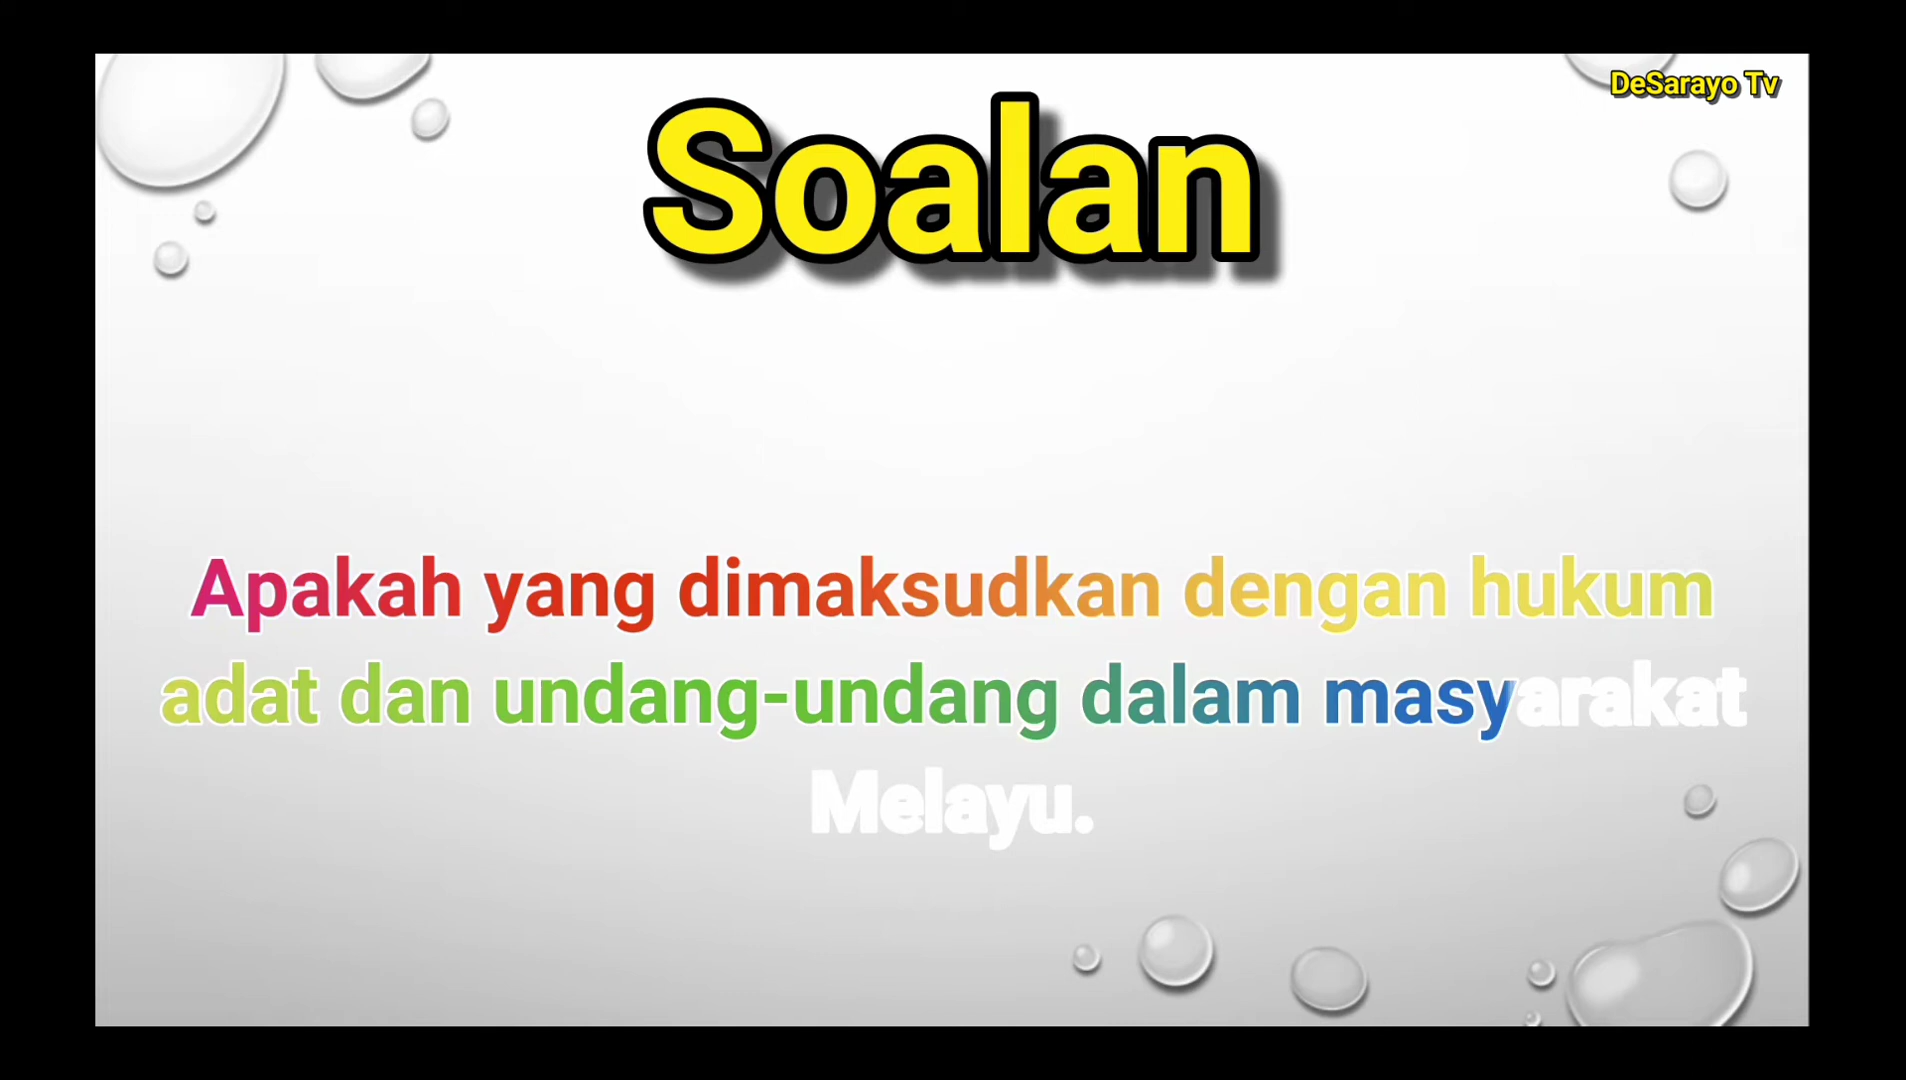 DeSarayo Tv
Soalan
Apakah yang dimaksudkan dengan hukum
adat dan undang-undang dalam masyarakat
Melayu.